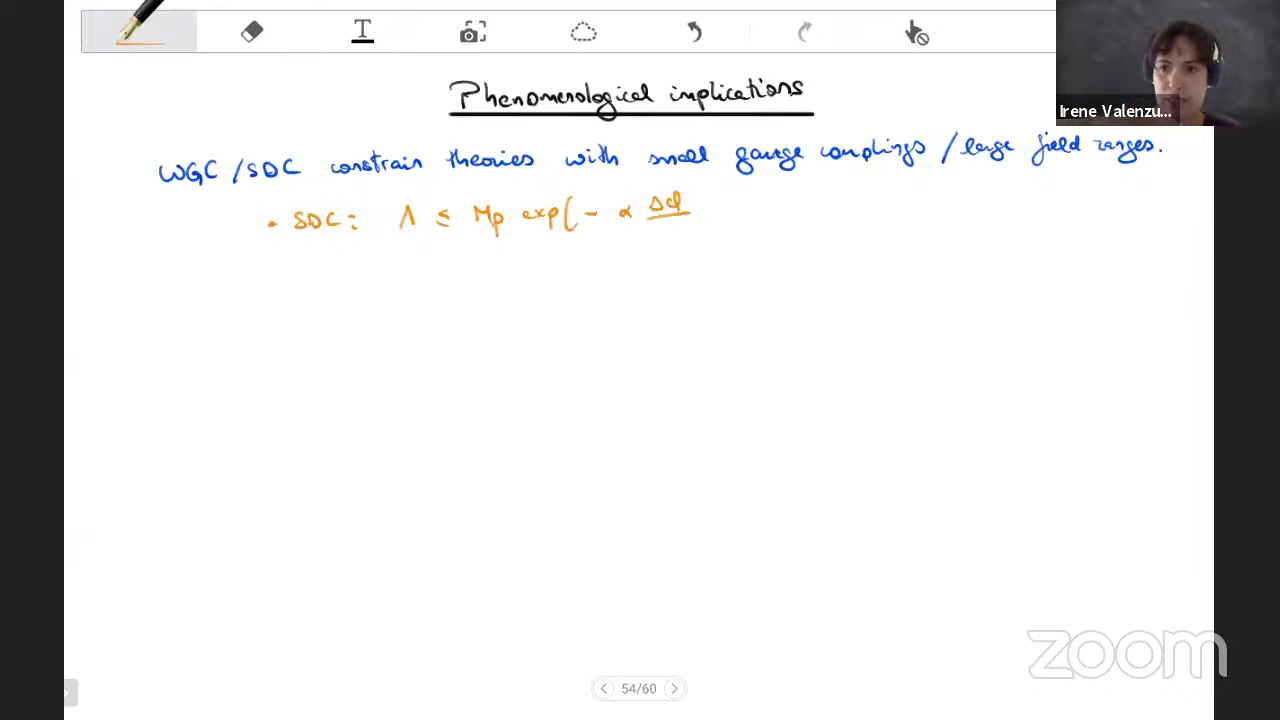 T
Irene Valenzu...
Phenomenological implications
WGC/SDC constrain theories with small gauge couplings / large field ranges.
• SDC: Λ ≤ Mp exp(- α Δφ
zoom
54/60